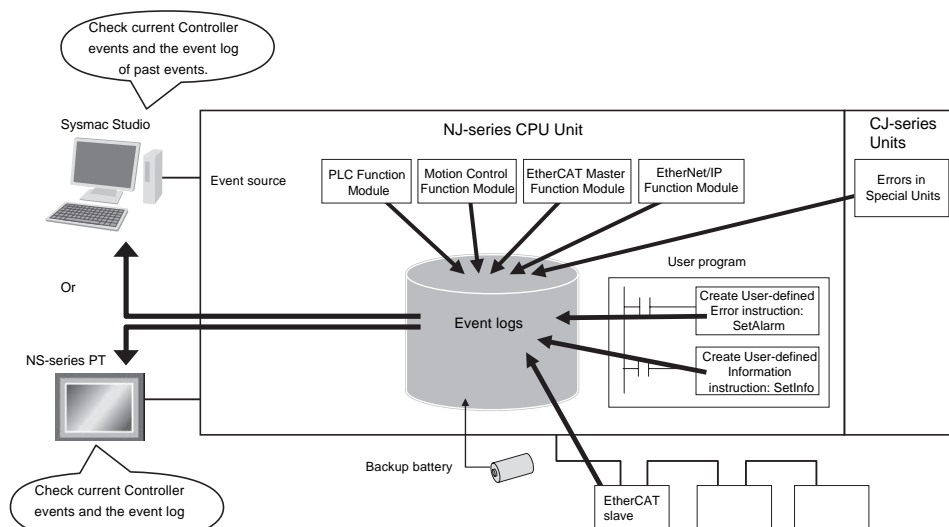 Check current Controller
events and the event log
of past events.
Sysmac Studio
NJ-series CPU Unit
CJ-series
Units
Event source
PLC Function
Module
Motion Control
Function Module
EtherCAT Master
Function Module
EtherNet/IP
Function Module
Errors in
Special Units
User program
Or
Event logs
Create User-defined
Error instruction:
SetAlarm
Create User-defined
Information
instruction: SetInfo
NS-series PT
Backup battery
Check current Controller
events and the event log
EtherCAT
slave